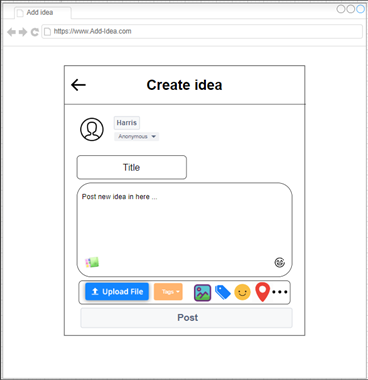 Add idea
https://www.Add-Idea.com
Create idea
Harris
Anonymous
Title
Post new idea in here ...
Upload File
Tags
Post